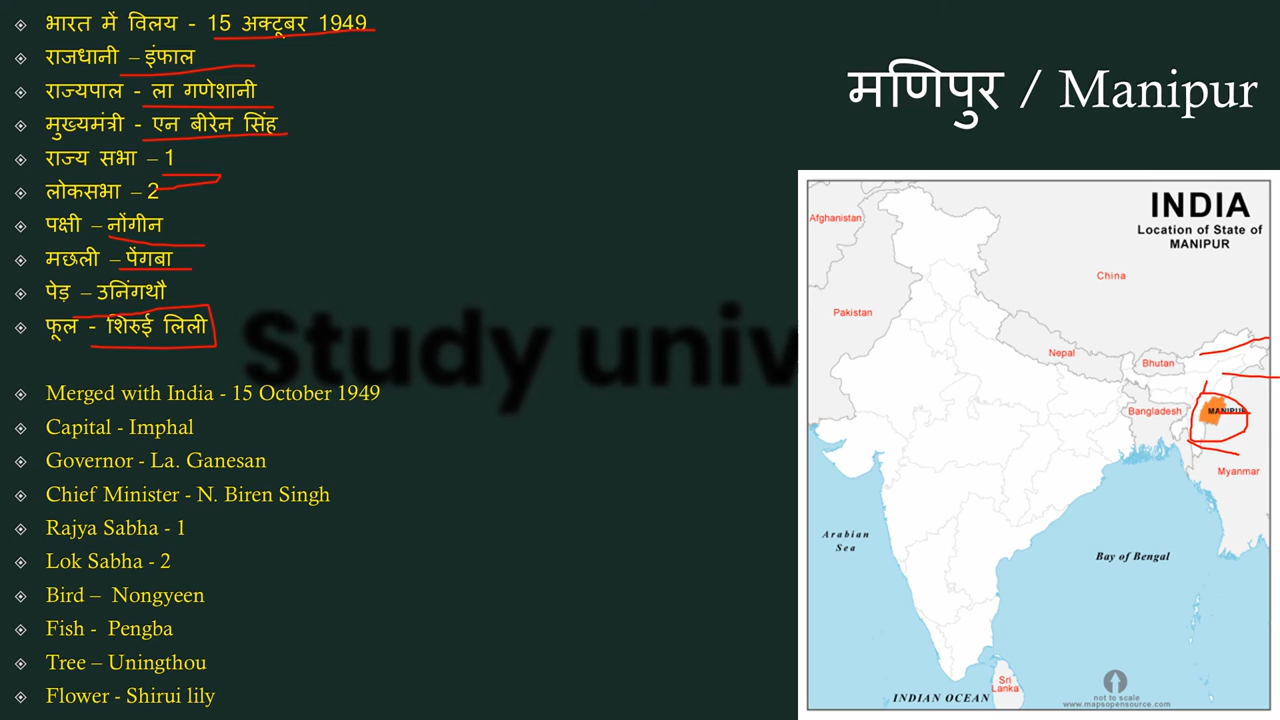 भारत में विलय - 15 अक्टूबर 1949
राजधानी – इंफाल
राज्यपाल - ला गणेशानी
मुख्यमंत्री - एन बीरेन सिंह
राज्य सभा – 1
लोकसभा – 2
पक्षी – नोंगीन
मछली – पेंगबा
पेड़ – उनिंगथौ
फूल - शिरुई लिली
Merged with India - 15 October 1949
Capital - Imphal
Governor - La. Ganesan
Chief Minister - N. Biren Singh
Rajya Sabha - 1
Lok Sabha - 2
Bird – Nongyeen
Fish - Pengba
Tree – Uningthou
Flower - Shirui lily
Study univ
मणिपुर / Manipur
INDIA
Location of State of
MANIPUR
Afghanistan
China
Pakistan
Nepal
Bhutan
Bangladesh
MANIPUR
Myanmar
Arabian
Sea
Bay of Bengal
Sri
Lanka
INDIAN OCEAN
not to scale
www.mapsopensource.com